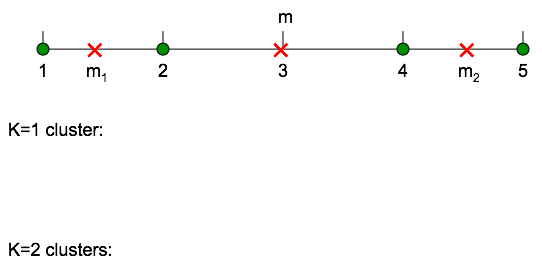 m
1 m₁ 2 3 4 m₂ 5
K=1 cluster:
K=2 clusters: